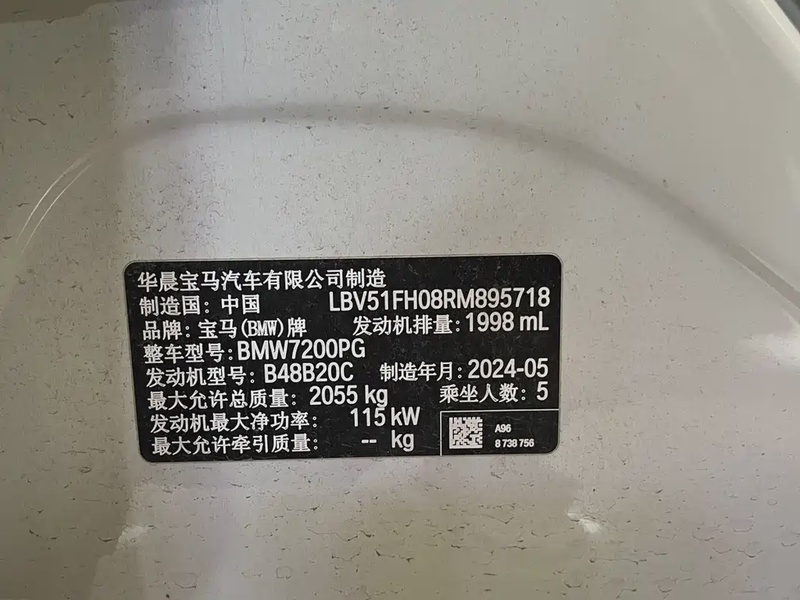 华晨宝马汽车有限公司制造
制造国：中国 LBV51FH08RM895718
品牌：宝马(BMW)牌 发动机排量：1998 mL
整车型号：BMW7200PG
发动机型号：B48B20C 制造年月：2024-05
最大允许总质量：2055 kg 乘坐人数：5
发动机最大净功率：115 kW
最大允许牵引质量：-- kg
A96
8 738 756